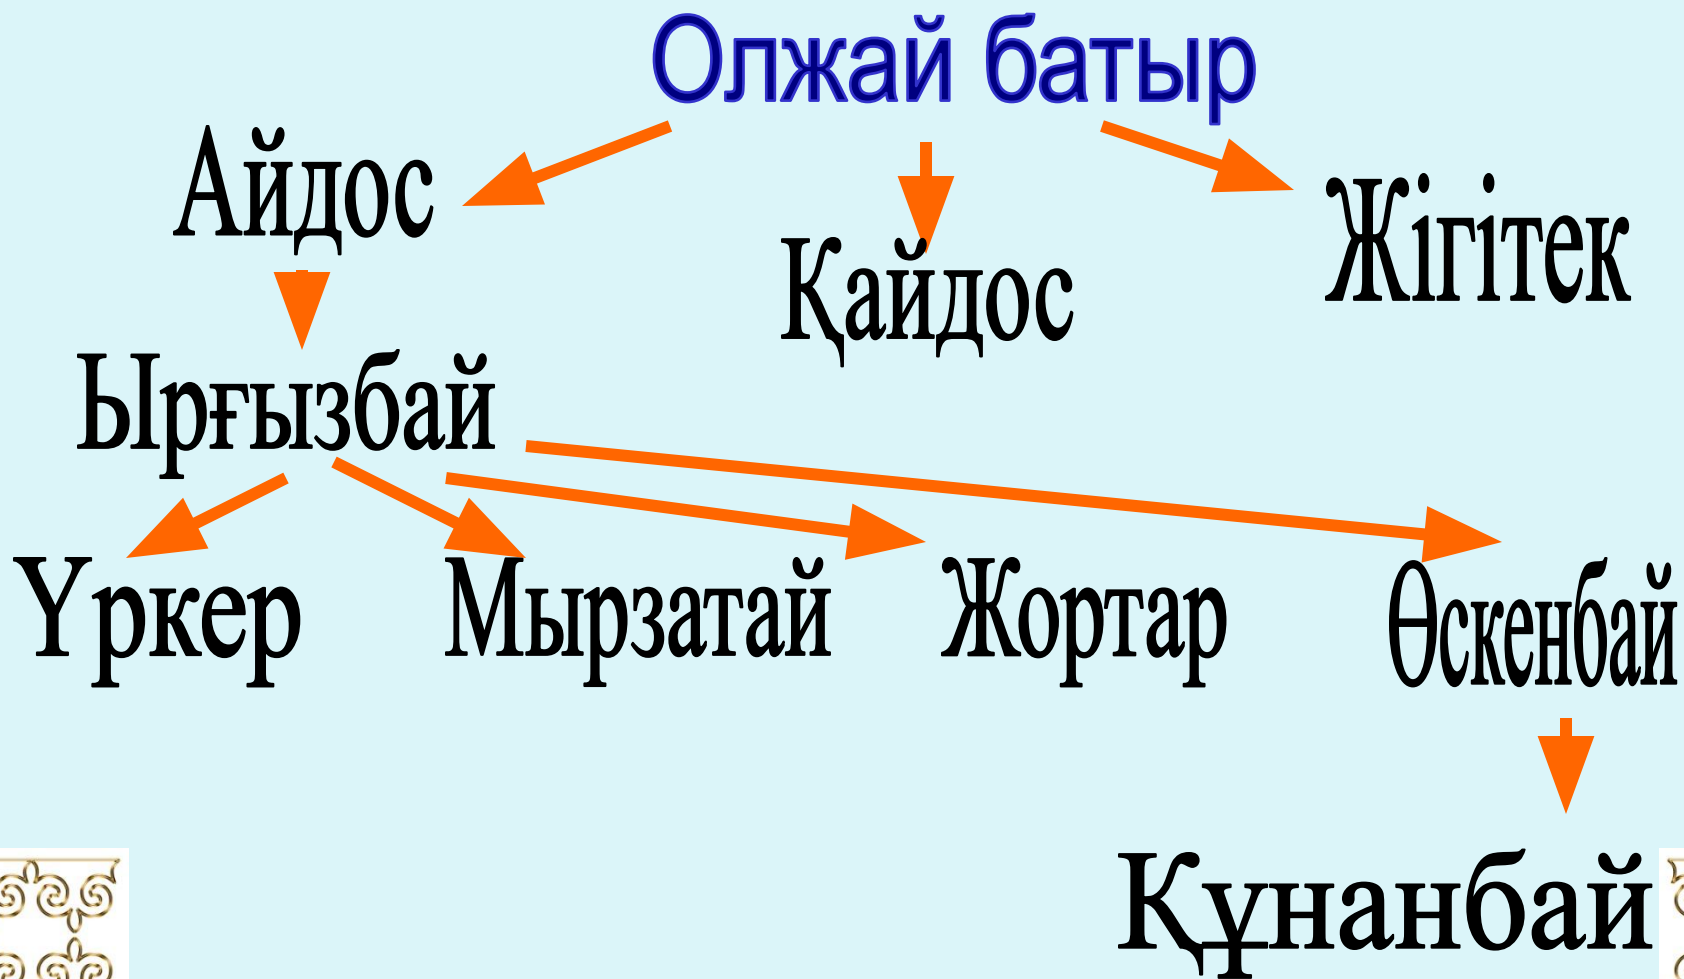 Олжай батыр
Айдос
Қайдос
Жігітек
Ырғызбай
Үркер
Мырзатай
Жортар
Өскенбай
Құнанбай